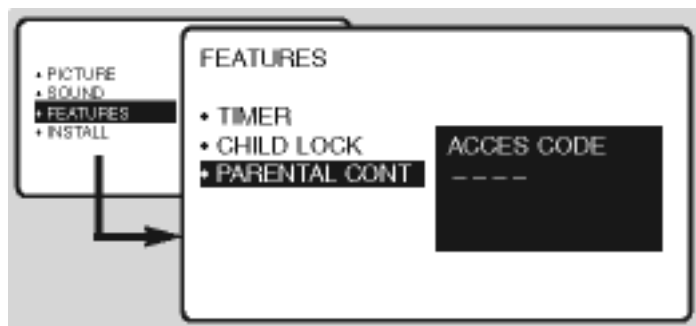 • PICTURE
• SOUND
• FEATURES
• INSTALL
FEATURES
• TIMER
• CHILD LOCK
• PARENTAL CONT
ACCES CODE
_ _ _ _